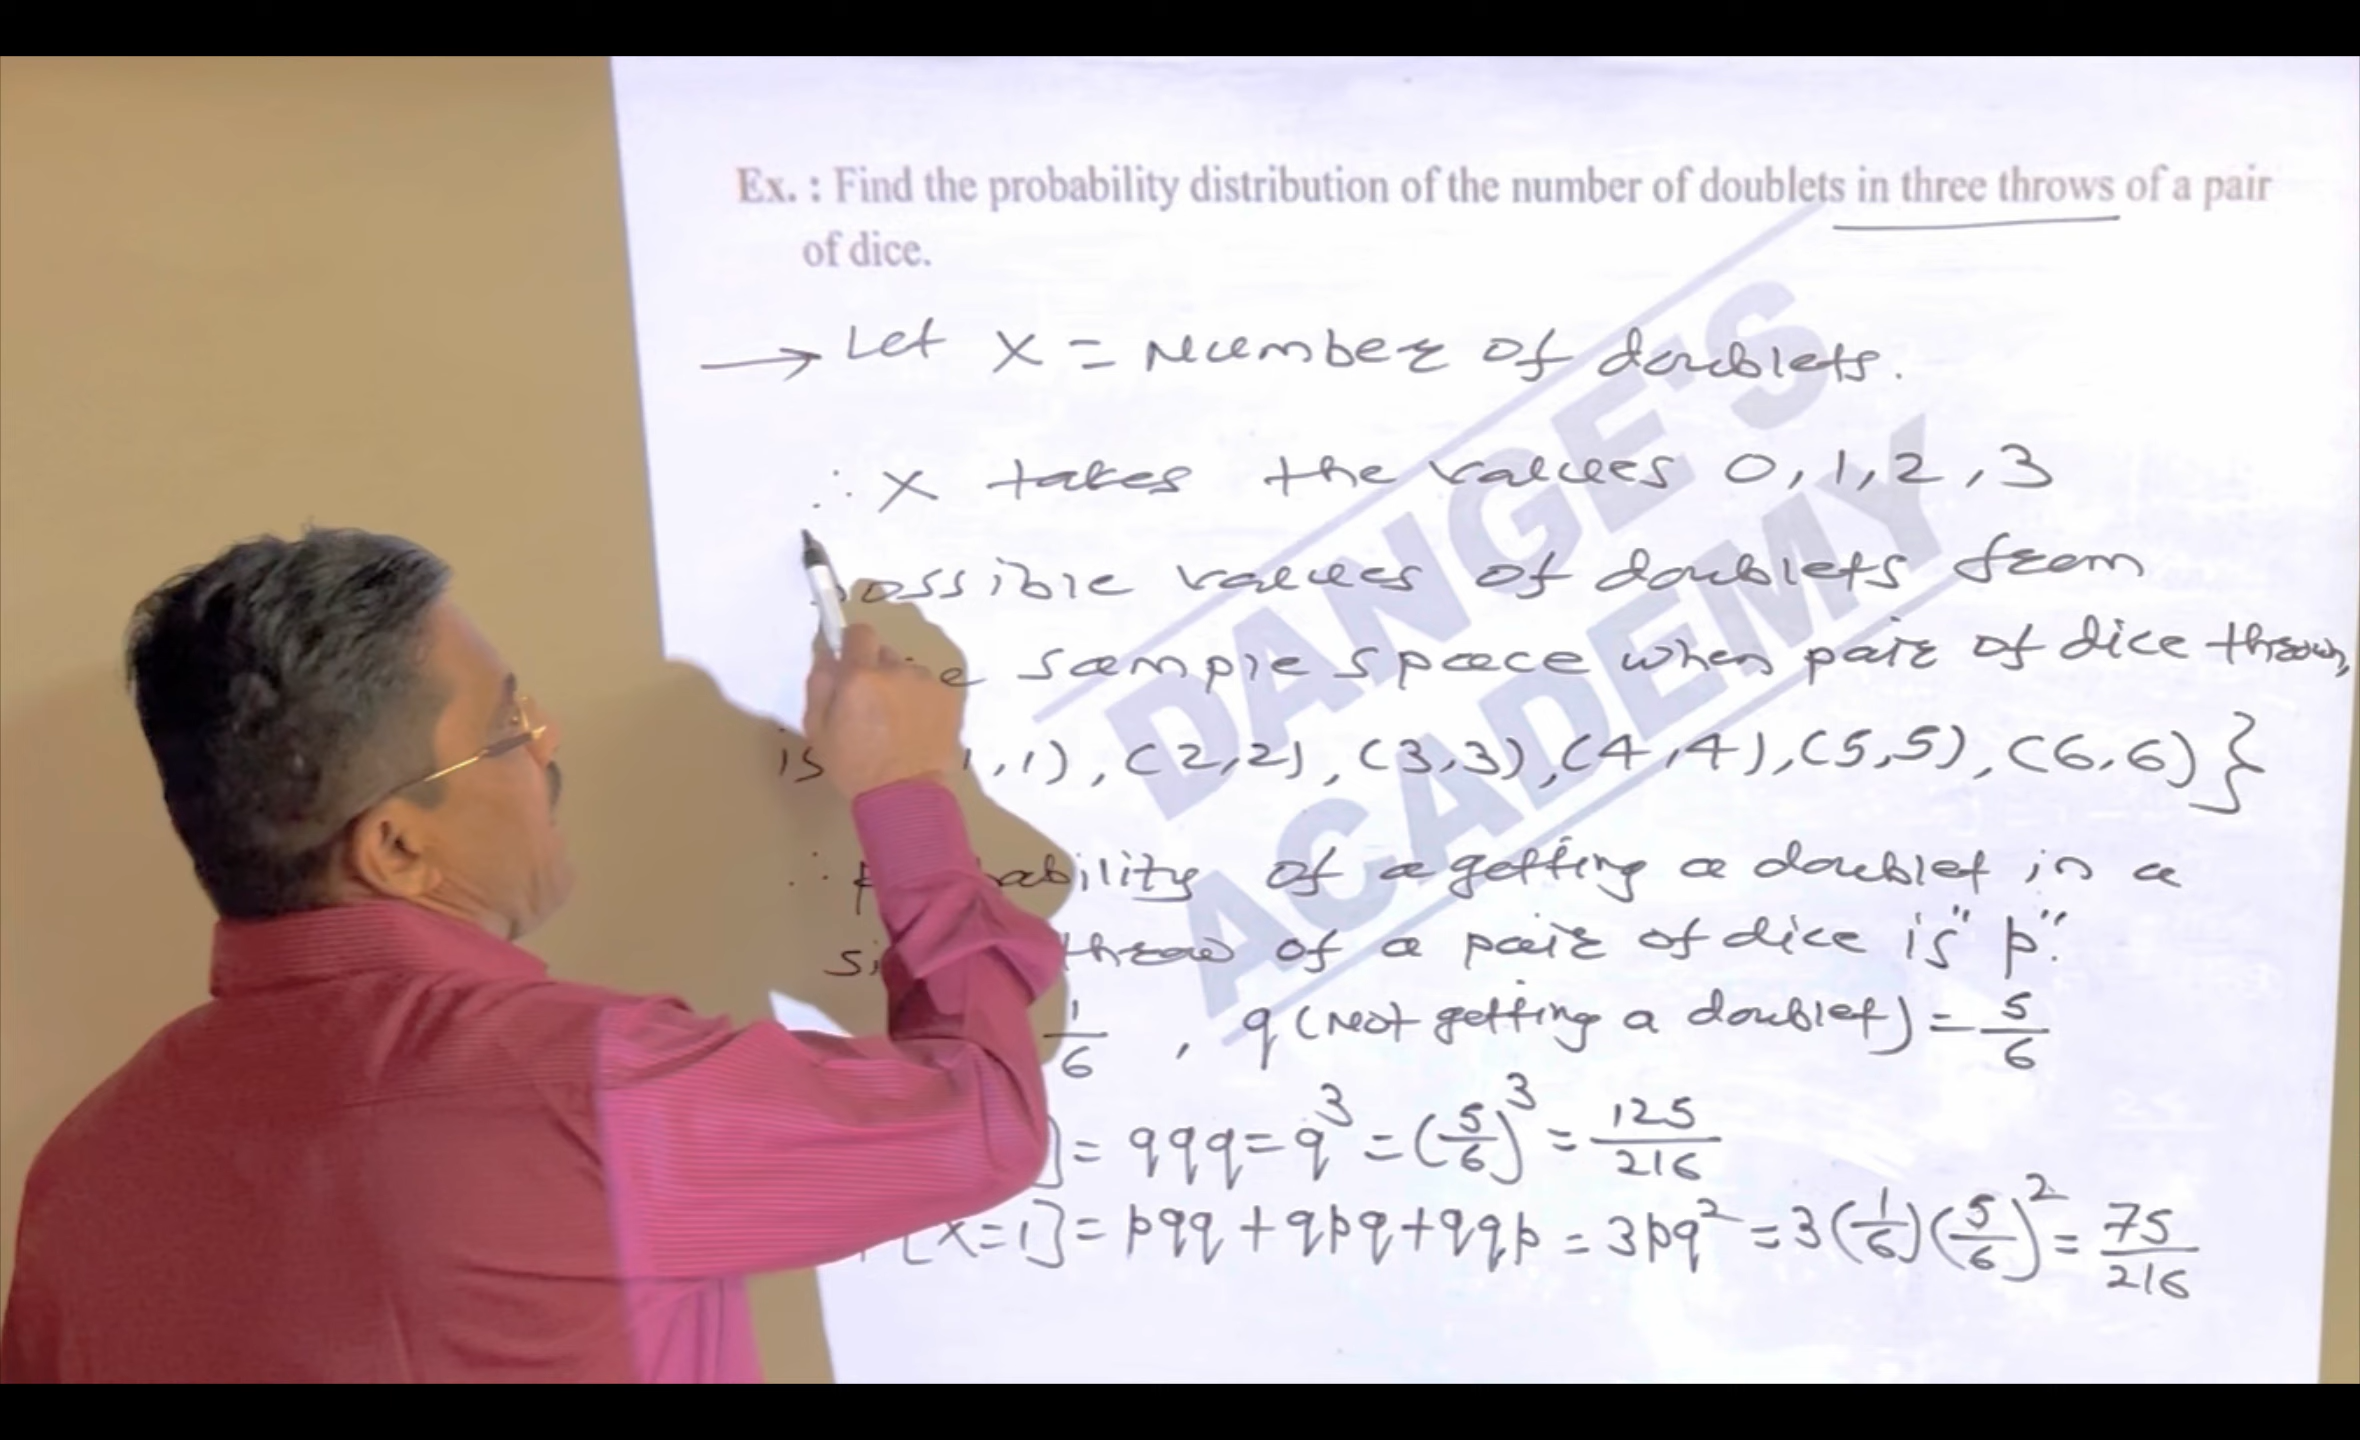 Ex. : Find the probability distribution of the number of doublets in three throws of a pair
of dice.
→ Let X = Number of doublets.
∴ X takes the values 0, 1, 2, 3
ossible values of doublets from
e sample space when pair of dice thrown,
is , 1), (2,2), (3,3), (4,4), (5,5), (6,6) }
∴ ability of a getting a doublet in a
throw of a pair of dice is "p".
1/6 , q (not getting a doublet) = 5/6
] = qqq = q³ = (5/6)³ = 125/216
[X=1] = pqq + qpq + qqp = 3pq² = 3(1/6)(5/6)² = 75/216
DANGE'S
ACADEMY